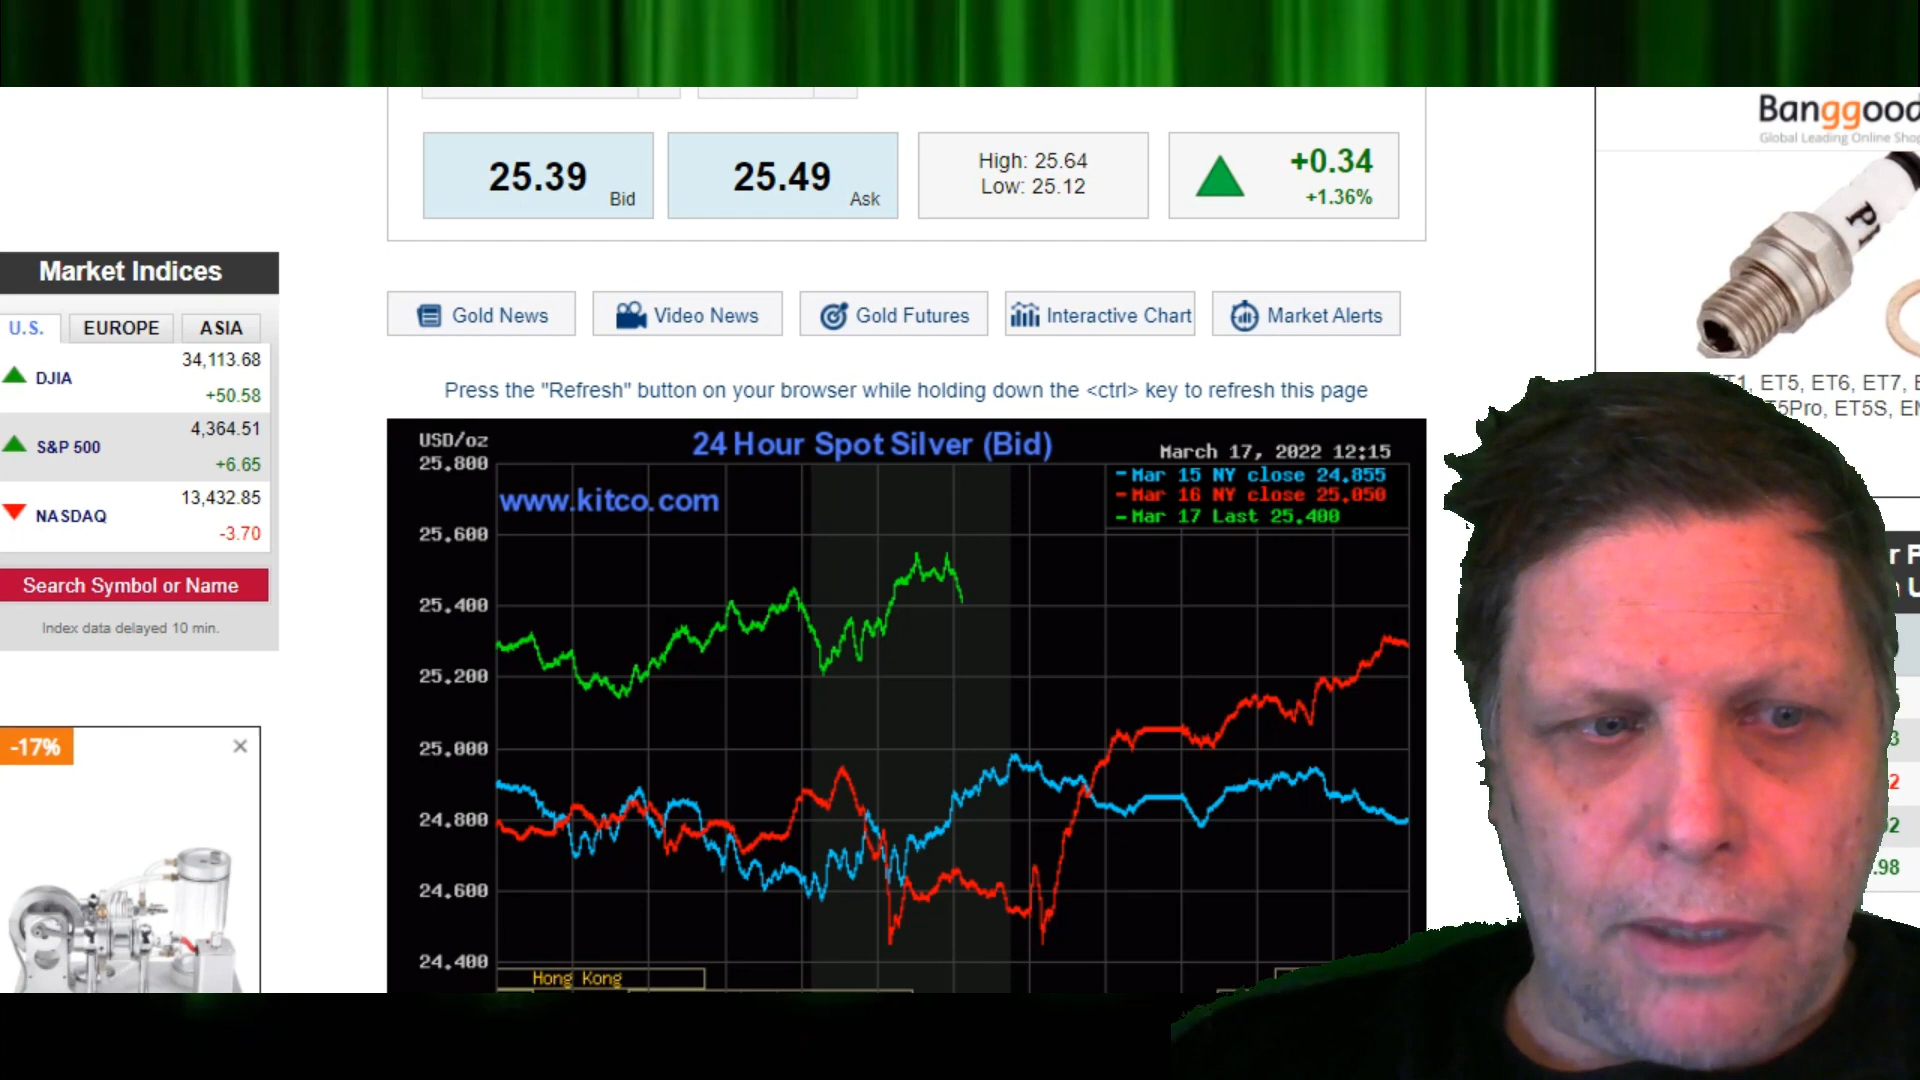 Banggood
Global Leading Online Shop
25.39 Bid
25.49 Ask
High: 25.64
Low: 25.12
+0.34
+1.36%
Market Indices
U.S. EUROPE ASIA
34,113.68
DJIA
+50.58
4,364.51
S&P 500
+6.65
13,432.85
NASDAQ
-3.70
Search Symbol or Name
Index data delayed 10 min.
Gold News
Video News
Gold Futures
Interactive Chart
Market Alerts
Press the "Refresh" button on your browser while holding down the <ctrl> key to refresh this page
ET5, ET6, ET7,
ET5S,
USD/oz
24 Hour Spot Silver (Bid)
March 17, 2022 12:15
www.kitco.com
Mar 15 NY close 24.855
Mar 16 NY close 25.050
Mar 17 Last 25.400
25.800
25.600
25.400
25.200
25.000
24.800
24.600
24.400
Hong Kong
-17%